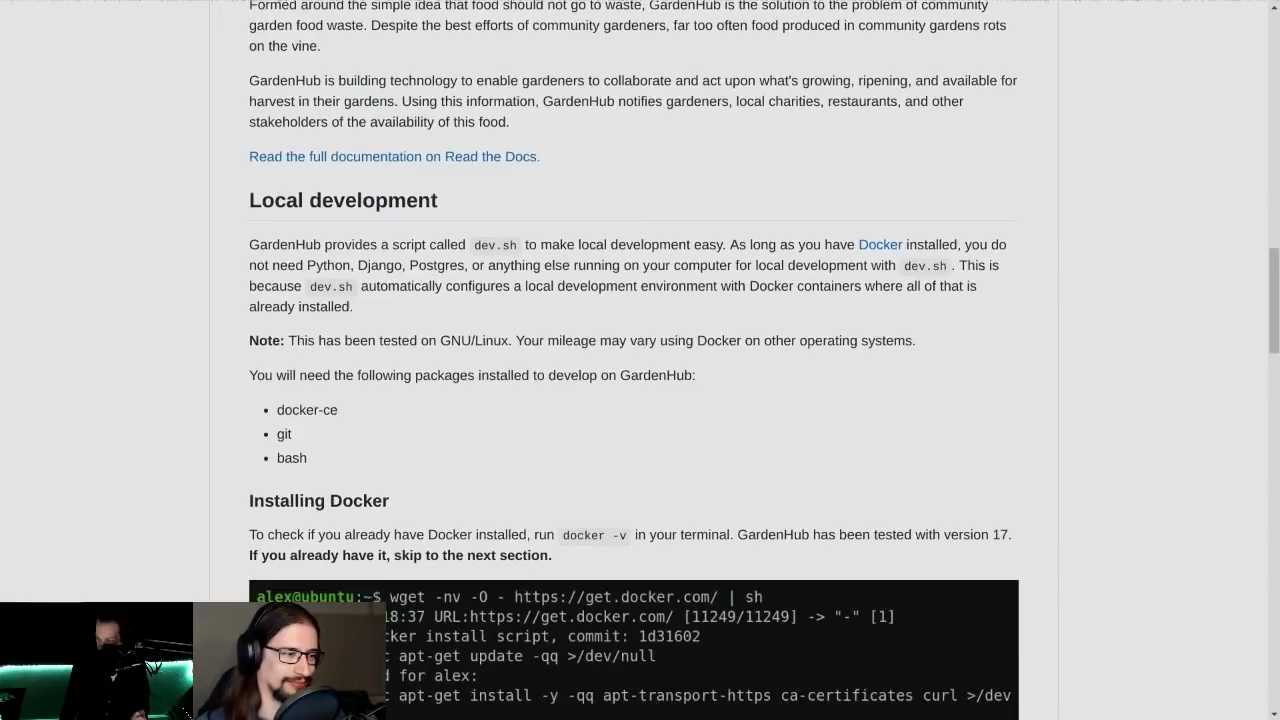 Formed around the simple idea that food should not go to waste, GardenHub is the solution to the problem of community
garden food waste. Despite the best efforts of community gardeners, far too often food produced in community gardens rots
on the vine.
GardenHub is building technology to enable gardeners to collaborate and act upon what's growing, ripening, and available for
harvest in their gardens. Using this information, GardenHub notifies gardeners, local charities, restaurants, and other
stakeholders of the availability of this food.
Read the full documentation on Read the Docs.
Local development
GardenHub provides a script called dev.sh to make local development easy. As long as you have Docker installed, you do
not need Python, Django, Postgres, or anything else running on your computer for local development with dev.sh . This is
because dev.sh automatically configures a local development environment with Docker containers where all of that is
already installed.
Note: This has been tested on GNU/Linux. Your mileage may vary using Docker on other operating systems.
You will need the following packages installed to develop on GardenHub:
• docker-ce
• git
• bash
Installing Docker
To check if you already have Docker installed, run docker -v in your terminal. GardenHub has been tested with version 17.
If you already have it, skip to the next section.
alex@ubuntu:~$ wget -nv -O - https://get.docker.com/ | sh
18:37 URL:https://get.docker.com/ [11249/11249] -> "-" [1]
cker install script, commit: 1d31602
apt-get update -qq >/dev/null
for alex:
apt-get install -y -qq apt-transport-https ca-certificates curl >/dev